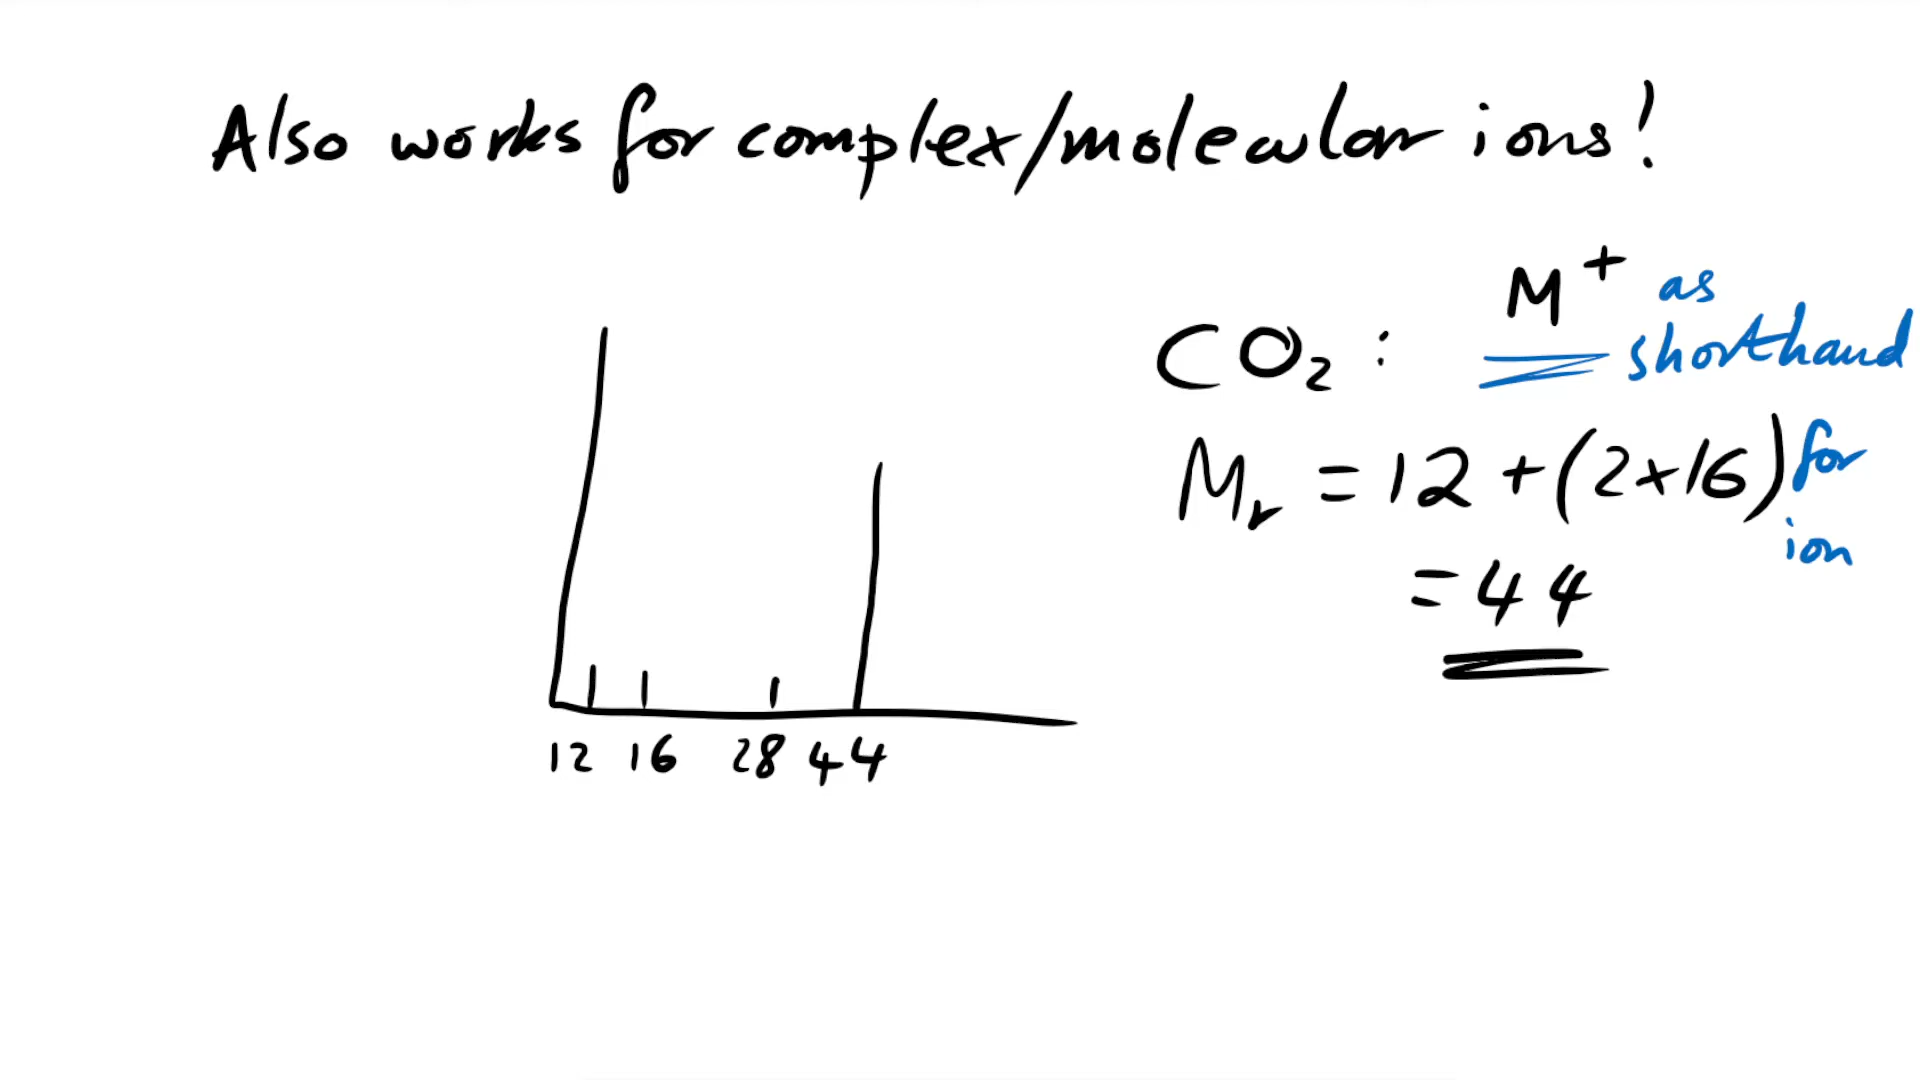 Also works for complex/molecular ions!
M⁺ as
shorthand
for
ion
CO₂ :
Mᵣ = 12 + (2×16)
= 44
12 16 28 44